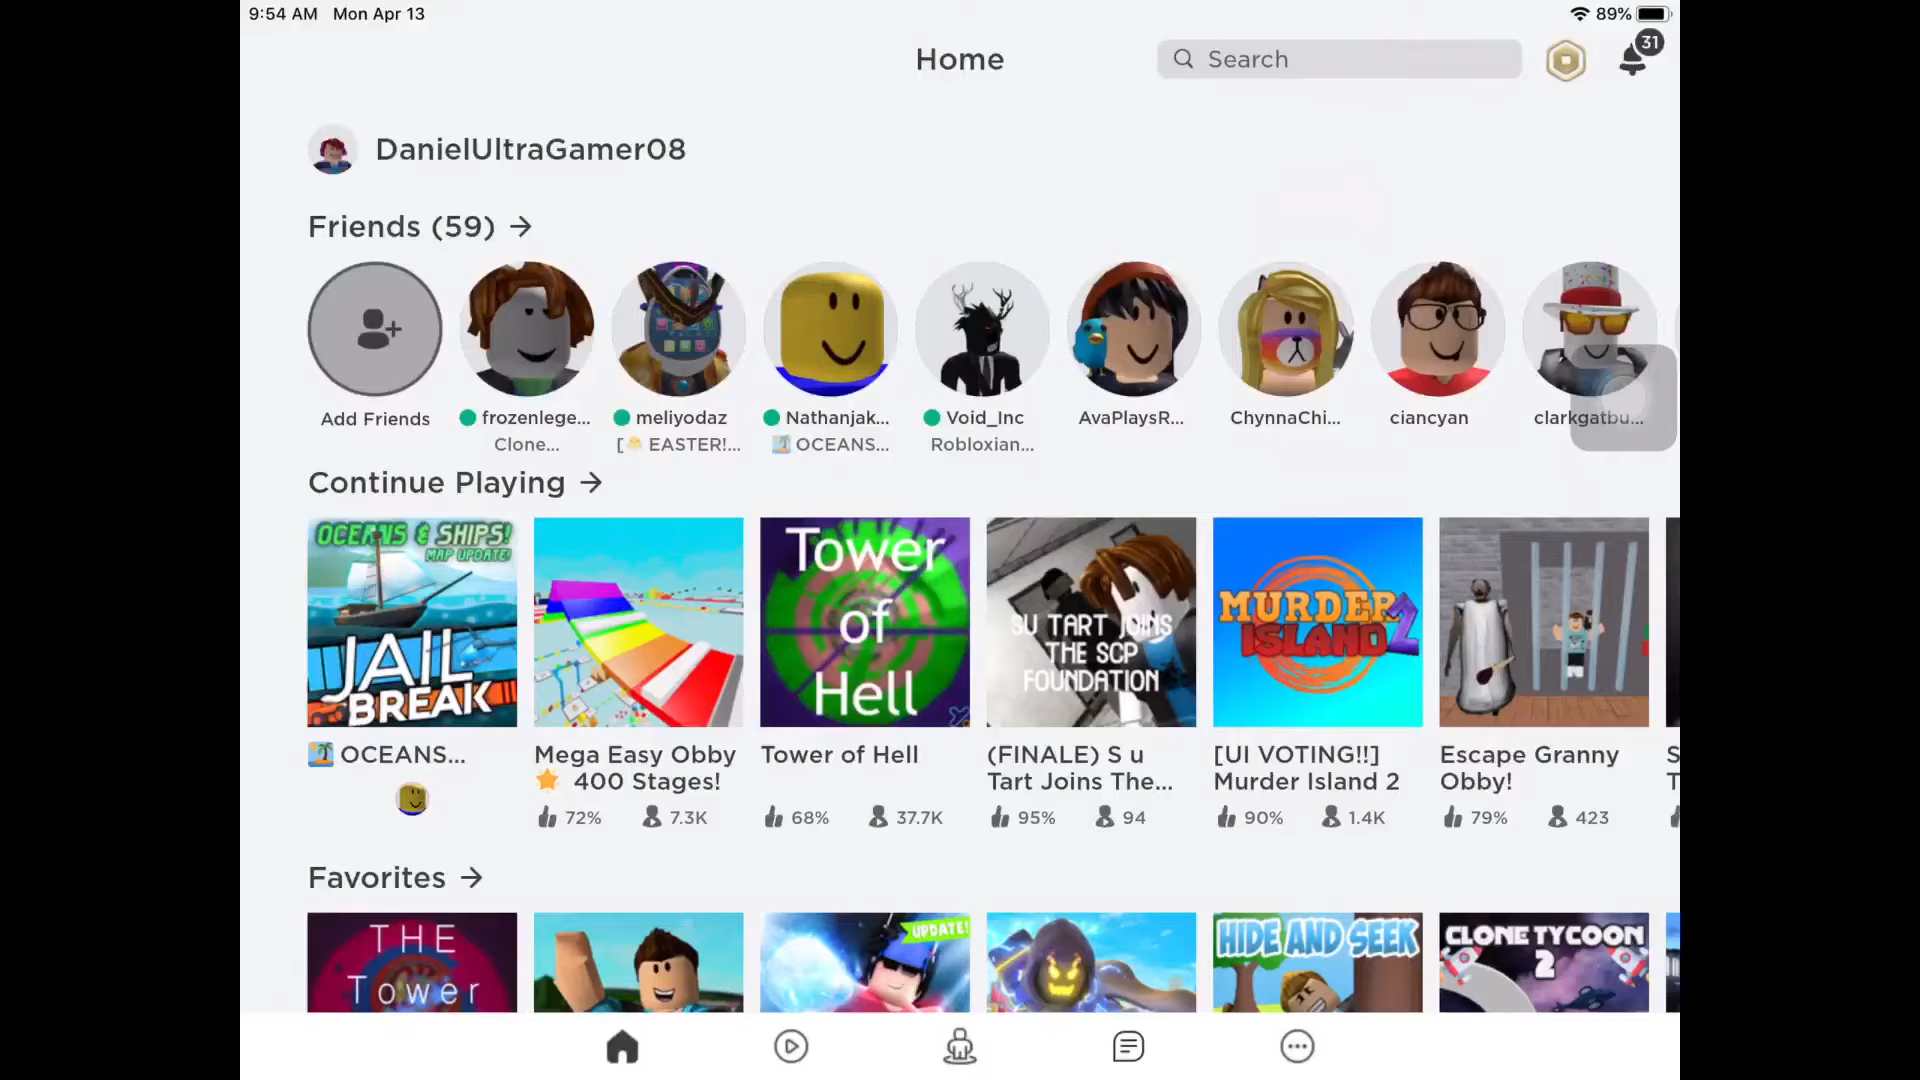 9:54 AM Mon Apr 13
89%
Home
Search
31
DanielUltraGamer08
Friends (59) →
Add Friends
frozenlege...
Clone...
meliyodaz
[🐣 EASTER!...
Nathanjak...
🏝️ OCEANS...
Void_Inc
Robloxian...
AvaPlaysR...
ChynnaChi...
ciancyan
clarkgatbu...
Continue Playing →
OCEANS & SHIPS!
MAP UPDATE!
JAIL
BREAK
🏝️ OCEANS...
Mega Easy Obby
⭐ 400 Stages!
72% 7.3K
Tower
of
Hell
Tower of Hell
68% 37.7K
SU TART JOINS
THE SCP
FOUNDATION
(FINALE) S u
Tart Joins The...
95% 94
MURDER
ISLAND 2
[UI VOTING!!]
Murder Island 2
90% 1.4K
Escape Granny
Obby!
79% 423
S
T
Favorites →
THE
Tower
UPDATE!
HIDE AND SEEK
CLONE TYCOON
2